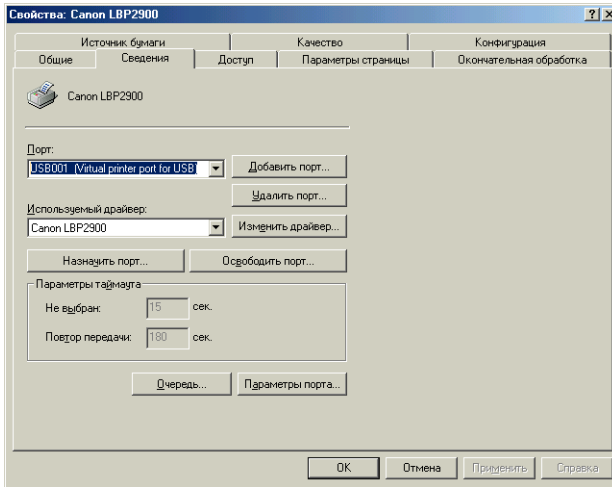 Свойства: Canon LBP2900
Источник бумаги Качество Конфигурация
Общие Сведения Доступ Параметры страницы Окончательная обработка
Canon LBP2900
Порт:
USB001 (Virtual printer port for USB) Добавить порт...
Удалить порт...
Используемый драйвер:
Canon LBP2900 Изменить драйвер...
Назначить порт... Освободить порт...
Параметры таймаута
Не выбран: 15 сек.
Повтор передачи: 180 сек.
Очередь... Параметры порта...
OK Отмена Применить Справка